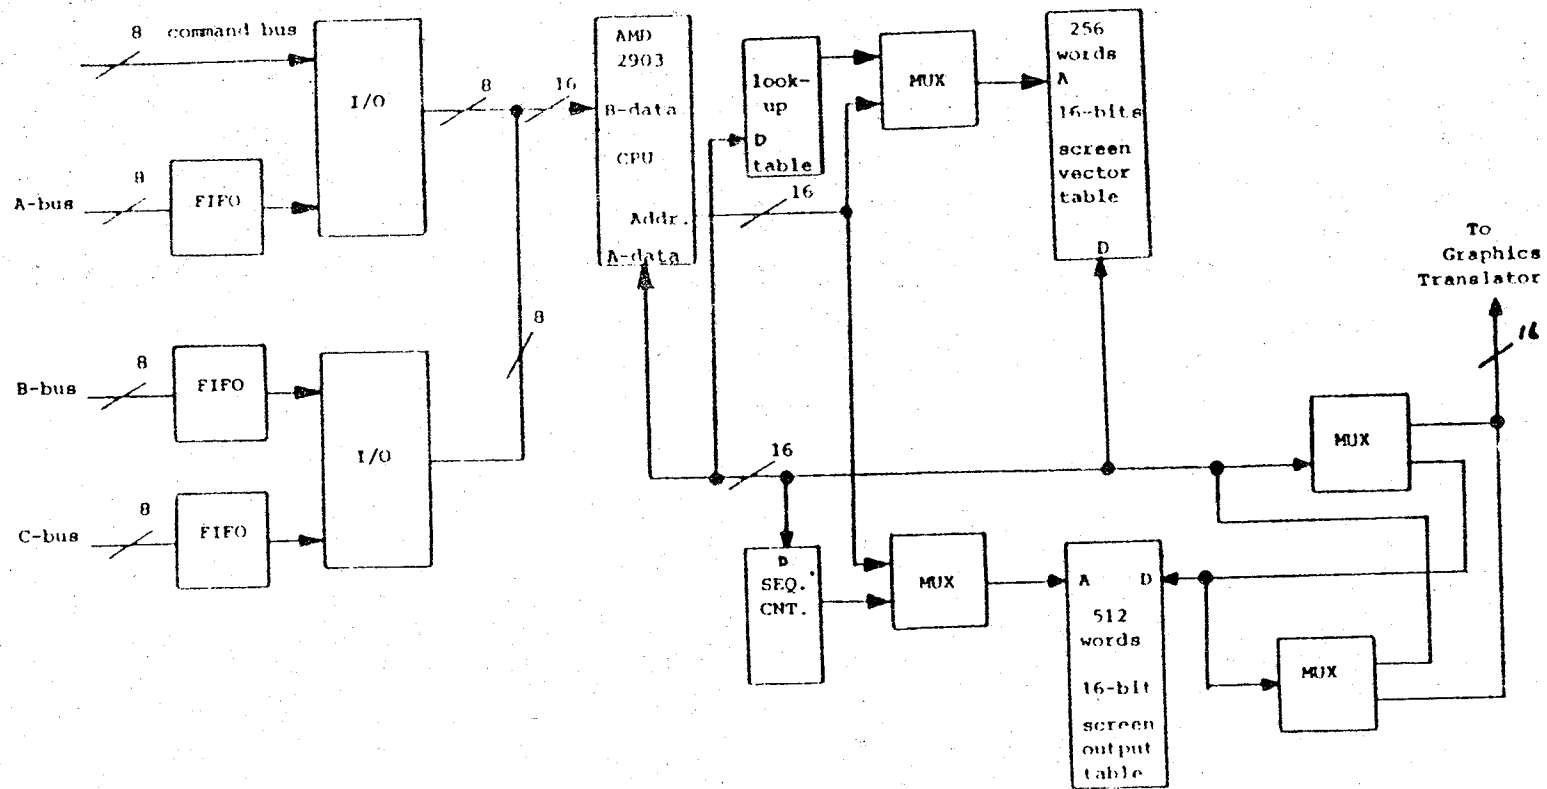 8 command bus
I/O
8
16
A-bus
8
FIFO
AMD
2903
B-data
CPU
Addr.
A-data
look-
up
D
table
16
MUX
256
words
A
16-bits
screen
vector
table
D
To
Graphics
Translator
16
8
B-bus
8
FIFO
I/O
C-bus
8
FIFO
16
D
SEQ.
CNT.
MUX
A D
512
words
16-bit
screen
output
table
MUX
MUX